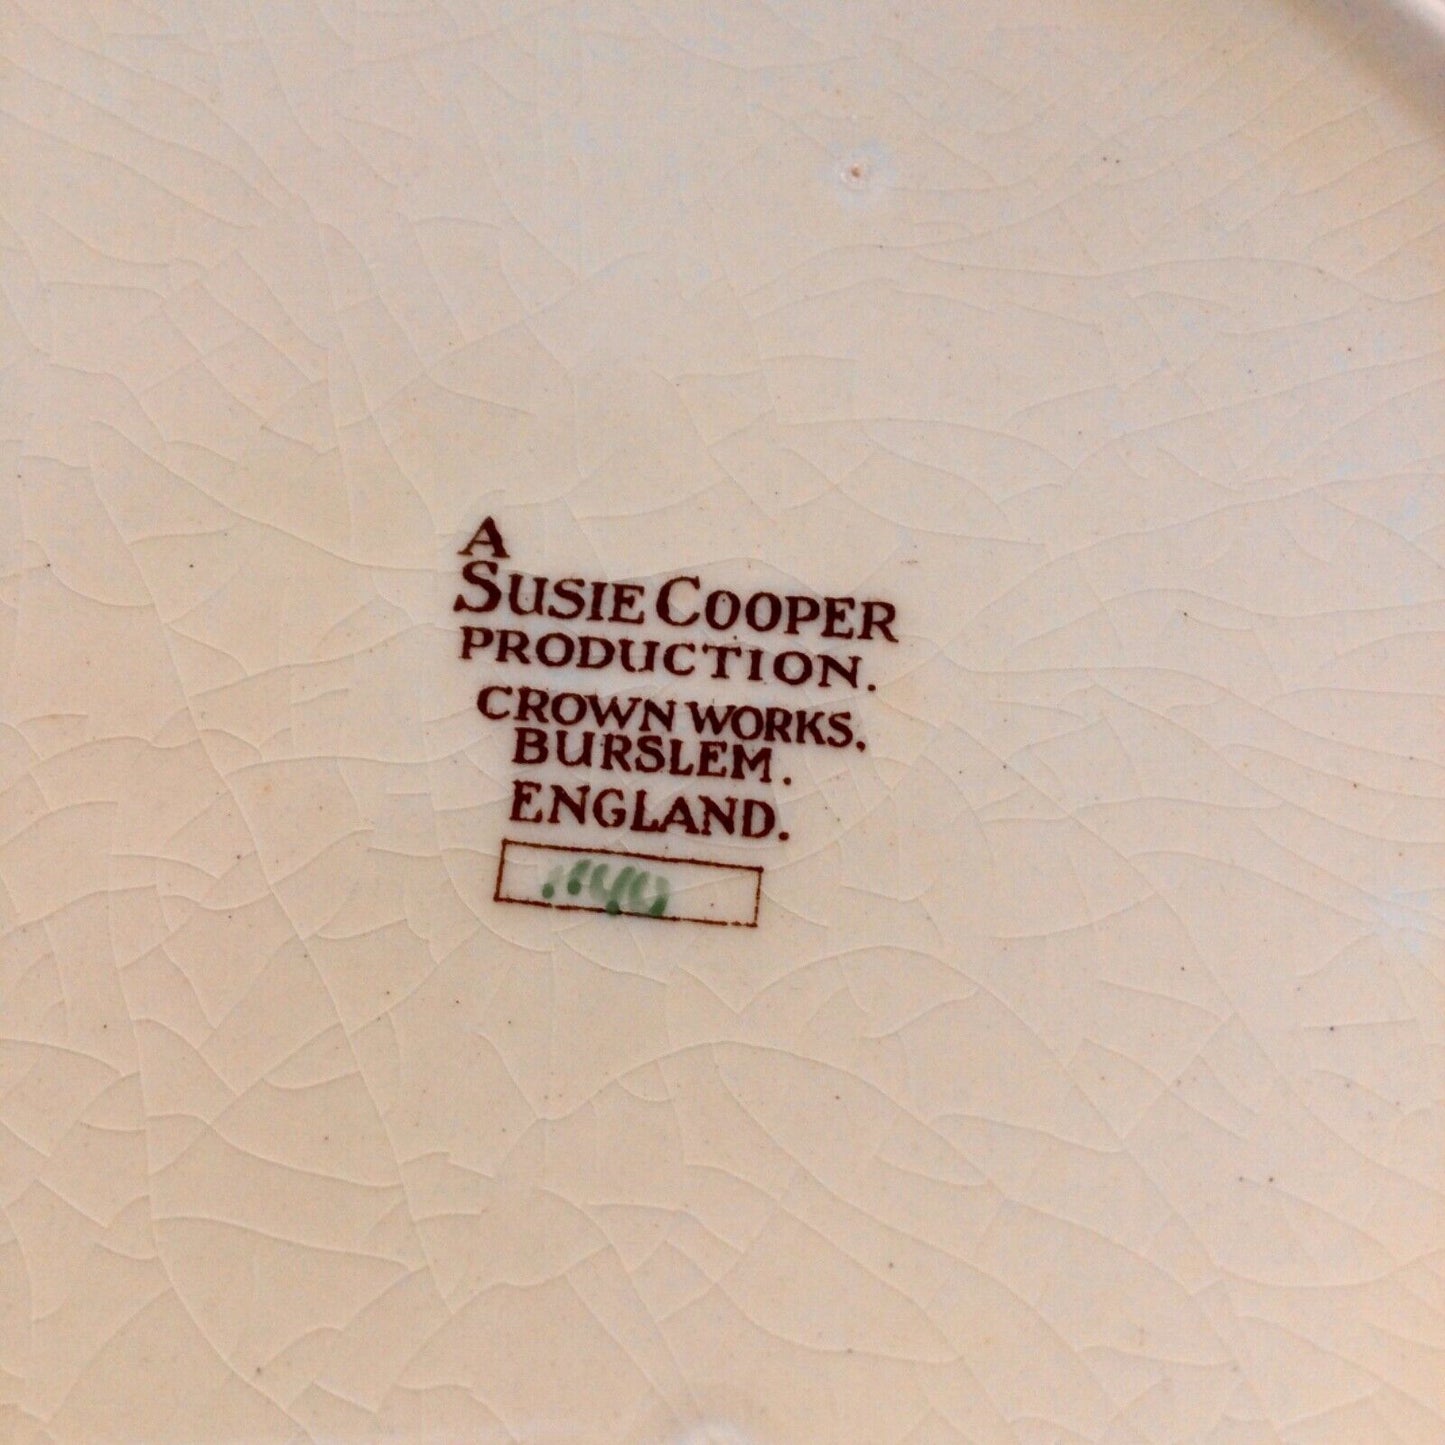 A
SUSIE COOPER
PRODUCTION.
CROWN WORKS.
BURSLEM.
ENGLAND.